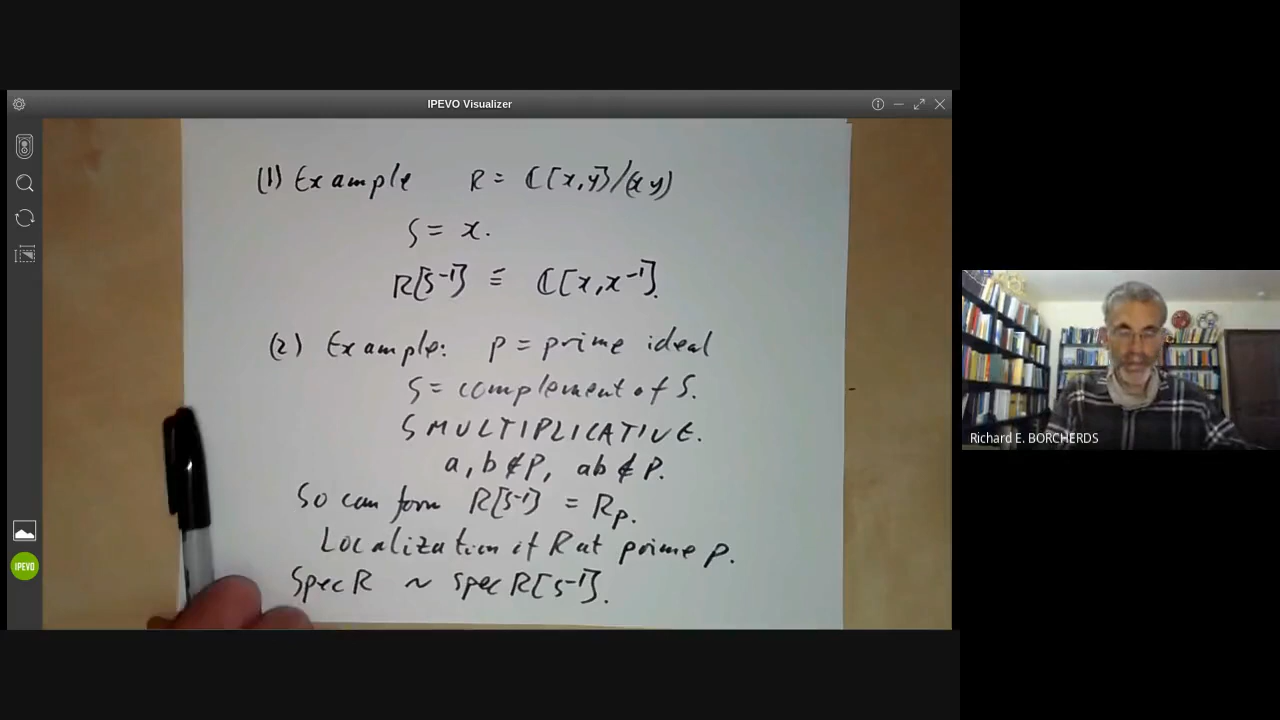 IPEVO Visualizer
(1) Example R = ℂ[x,y]/(xy)
S = x.
R[S⁻¹] ≅ ℂ[x,x⁻¹].
(2) Example: P = prime ideal
S = complement of S.
S MULTIPLICATIVE.
a, b ∉ P, ab ∉ P.
So can form R[S⁻¹] = R_P.
Localization of R at prime P.
Spec R ~ Spec R[S⁻¹].
IPEVO
Richard E. BORCHERDS